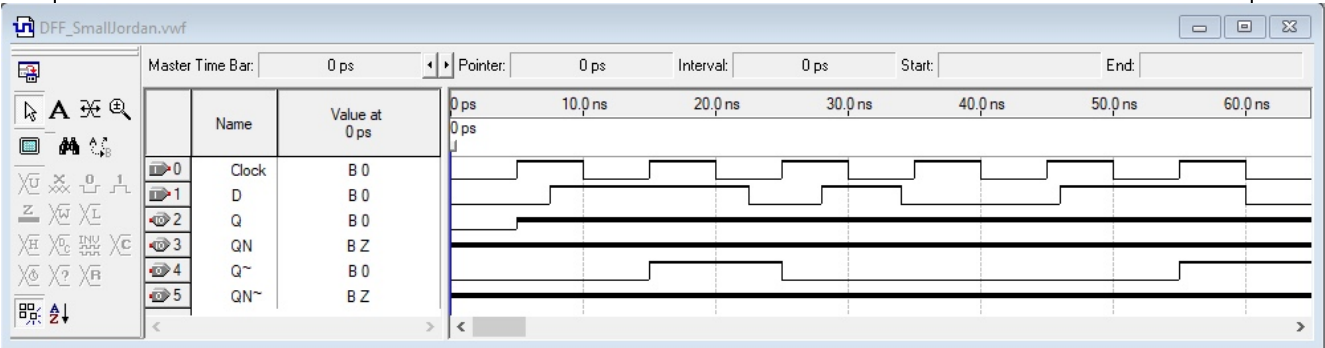 DFF_SmallJordan.vwf
Master Time Bar: 0 ps Pointer: 0 ps Interval: 0 ps Start: End:
Name Value at 0 ps
0 ps 10.0 ns 20.0 ns 30.0 ns 40.0 ns 50.0 ns 60.0 ns
0 ps
0 Clock B 0
1 D B 0
2 Q B 0
3 QN B Z
4 Q~ B 0
5 QN~ B Z